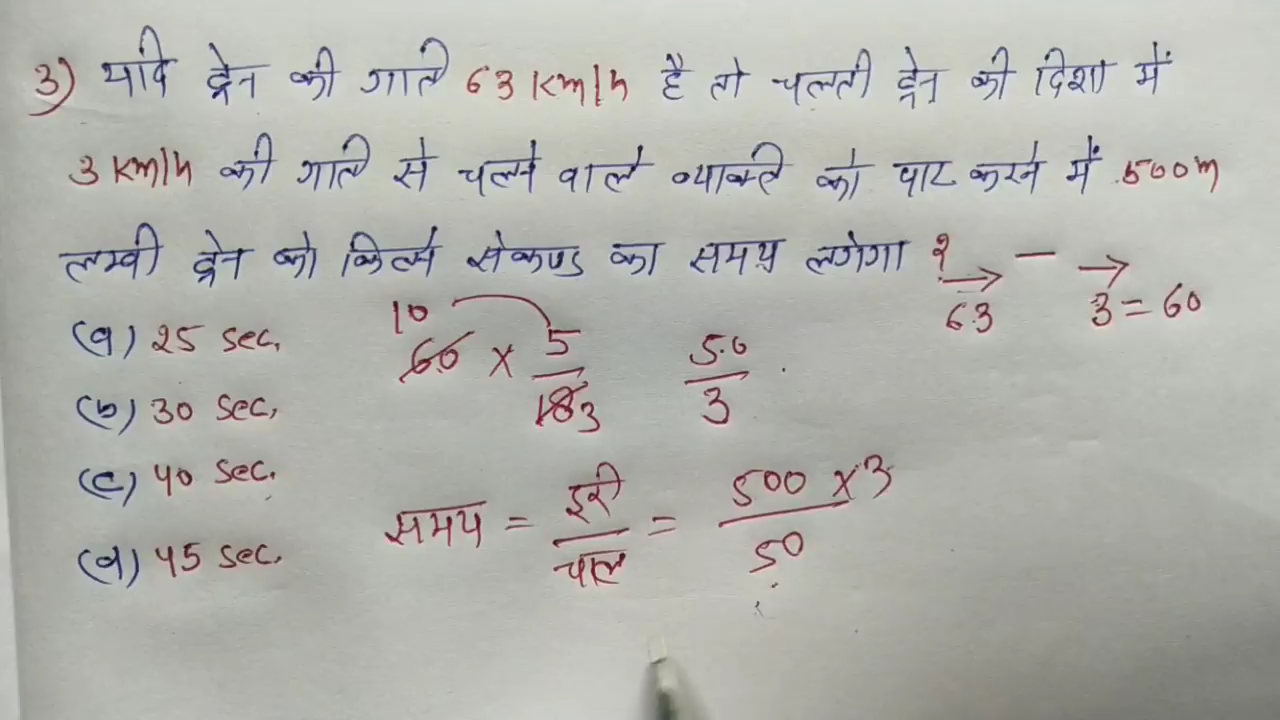 3) यदि ट्रेन की गति 63 Km/h है तो चलती ट्रेन की दिशा में
3 Km/h की गति से चलने वाले व्यक्ति को पार करने में 500m
लम्बी ट्रेन को कितने सेकण्ड का समय लगेगा ?
→ 63 — → 3 = 60
(a) 25 sec.
(b) 30 sec.
(c) 40 sec.
(d) 45 sec.
10
60 × 5/18 3
50/3
समय = दूरी/चाल = 500 × 3/50